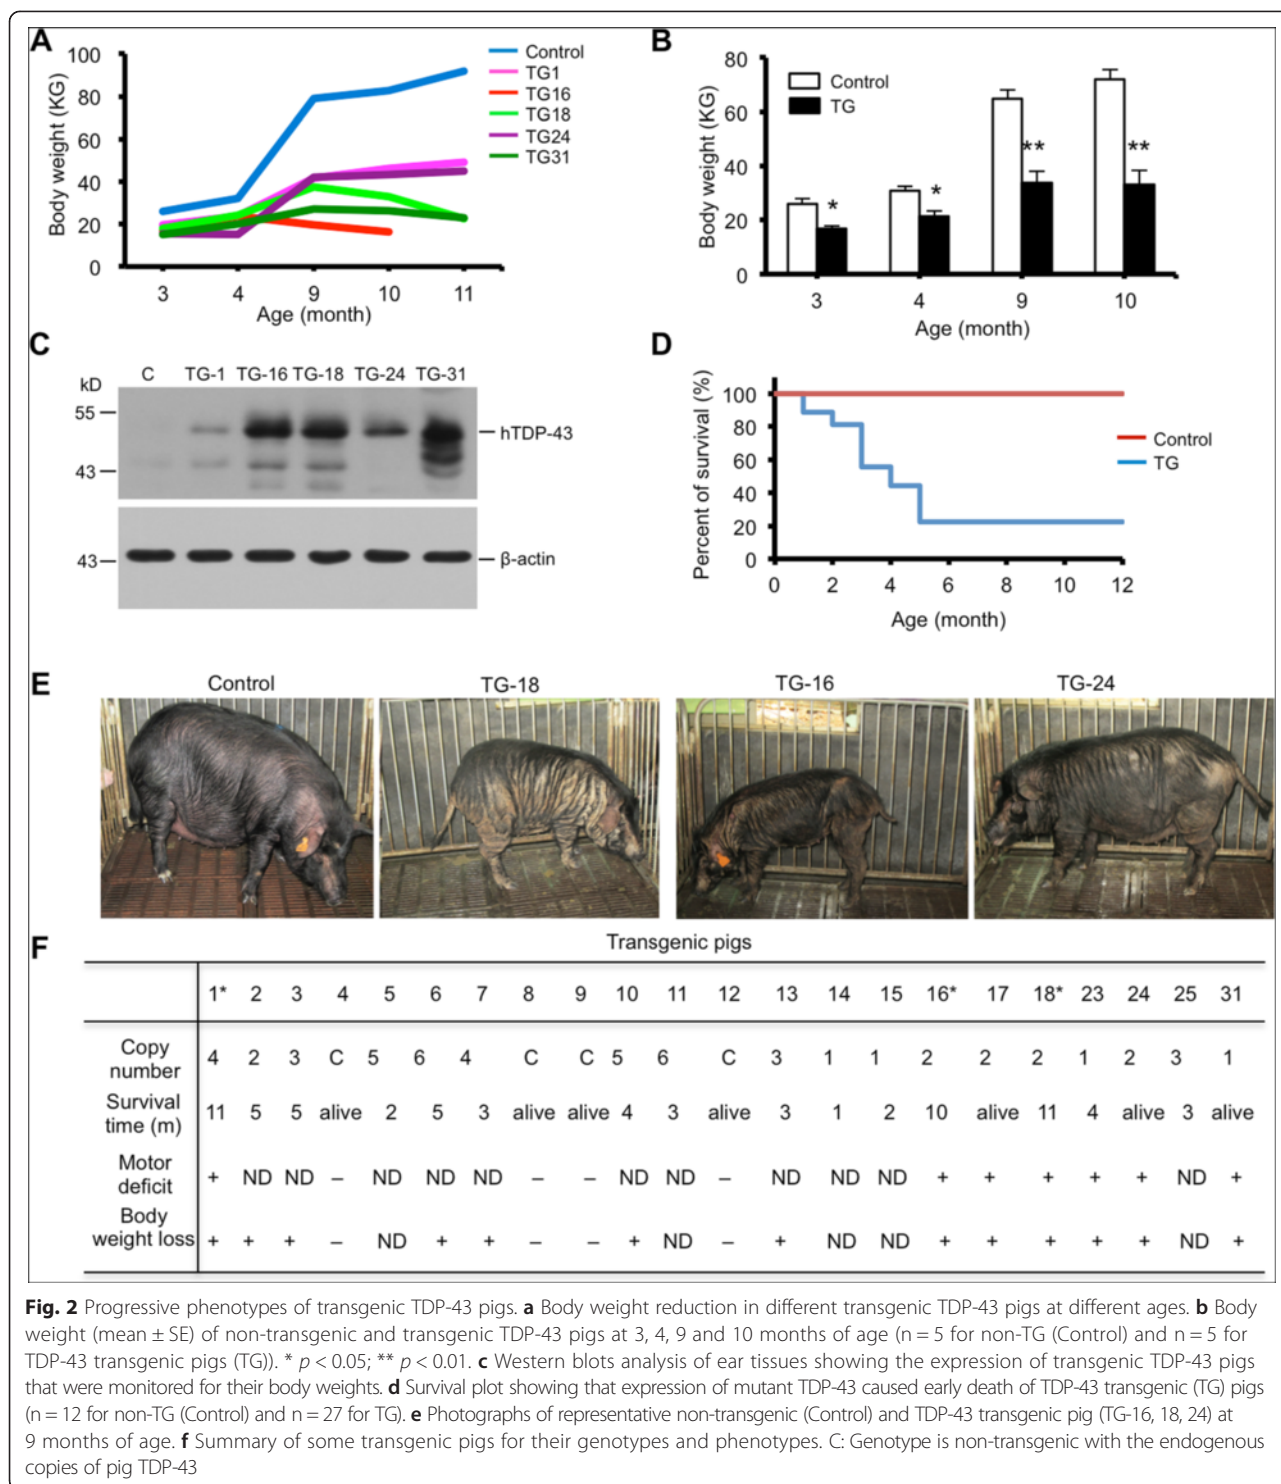 A
Body weight (KG)
100
80
60
40
20
0
3 4 9 10 11
Age (month)
Control
TG1
TG16
TG18
TG24
TG31
B
Body weight (KG)
80
60
40
20
0
Control
TG
* * ** **
3 4 9 10
Age (month)
C
C TG-1 TG-16 TG-18 TG-24 TG-31
kD
55
43
hTDP-43
43
β-actin
D
Percent of survival (%)
100
80
60
40
20
0
0 2 4 6 8 10 12
Age (month)
Control
TG
E
Control TG-18 TG-16 TG-24
F
Transgenic pigs
1* 2 3 4 5 6 7 8 9 10 11 12 13 14 15 16* 17 18* 23 24 25 31
Copy
number 4 2 3 C 5 6 4 C C 5 6 C 3 1 1 2 2 2 1 2 3 1
Survival
time (m) 11 5 5 alive 2 5 3 alive alive 4 3 alive 3 1 2 10 alive 11 4 alive 3 alive
Motor
deficit + ND ND – ND ND ND – – ND ND – ND ND ND + + + + + ND +
Body
weight loss + + + – ND + + – – + ND – + ND ND + + + + + ND +
Fig. 2 Progressive phenotypes of transgenic TDP-43 pigs. a Body weight reduction in different transgenic TDP-43 pigs at different ages. b Body
weight (mean ± SE) of non-transgenic and transgenic TDP-43 pigs at 3, 4, 9 and 10 months of age (n = 5 for non-TG (Control) and n = 5 for
TDP-43 transgenic pigs (TG)). * p < 0.05; ** p < 0.01. c Western blots analysis of ear tissues showing the expression of transgenic TDP-43 pigs
that were monitored for their body weights. d Survival plot showing that expression of mutant TDP-43 caused early death of TDP-43 transgenic (TG) pigs
(n = 12 for non-TG (Control) and n = 27 for TG). e Photographs of representative non-transgenic (Control) and TDP-43 transgenic pig (TG-16, 18, 24) at
9 months of age. f Summary of some transgenic pigs for their genotypes and phenotypes. C: Genotype is non-transgenic with the endogenous
copies of pig TDP-43